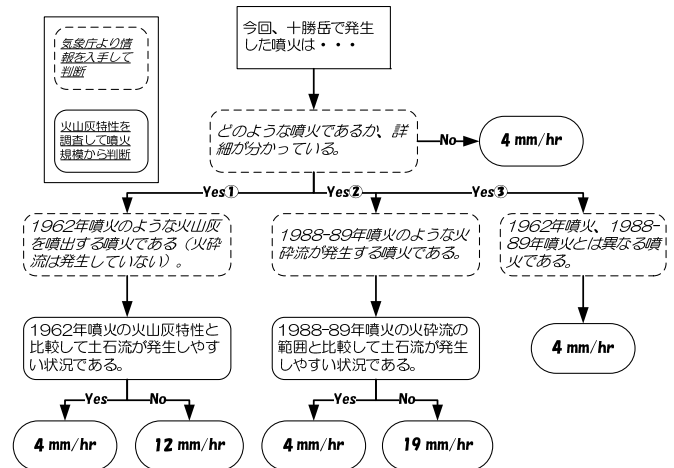 気象庁より情
報を入手して
判断
火山灰特性を
調査して噴火
規模から判断
今回、十勝岳で発生
した噴火は・・・
どのような噴火であるか、詳
細が分かっている。
No
4 mm/hr
Yes①
Yes②
Yes③
1962年噴火のような火山灰
を噴出する噴火である（火砕
流は発生していない）。
1988-89年噴火のような火
砕流が発生する噴火である。
1962年噴火、1988-
89年噴火とは異なる噴
火である。
1962年噴火の火山灰特性と
比較して土石流が発生しやす
い状況である。
1988-89年噴火の火砕流の
範囲と比較して土石流が発生
しやすい状況である。
4 mm/hr
Yes
No
Yes
No
4 mm/hr
12 mm/hr
4 mm/hr
19 mm/hr